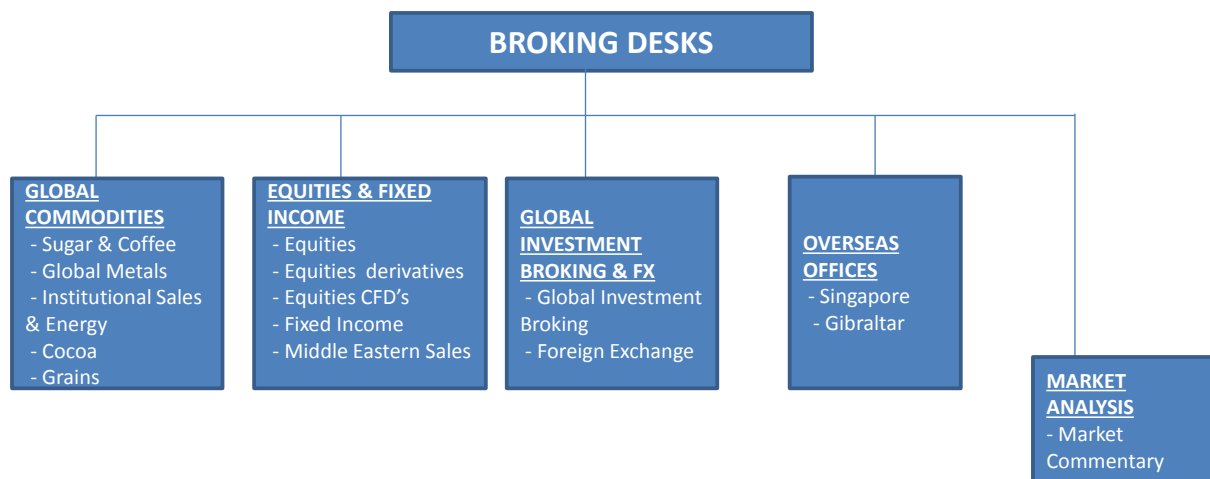 BROKING DESKS
GLOBAL
COMMODITIES
- Sugar & Coffee
- Global Metals
- Institutional Sales
& Energy
- Cocoa
- Grains
EQUITIES & FIXED
INCOME
- Equities
- Equities derivatives
- Equities CFD's
- Fixed Income
- Middle Eastern Sales
GLOBAL
INVESTMENT
BROKING & FX
- Global Investment
Broking
- Foreign Exchange
OVERSEAS
OFFICES
- Singapore
- Gibraltar
MARKET
ANALYSIS
- Market
Commentary